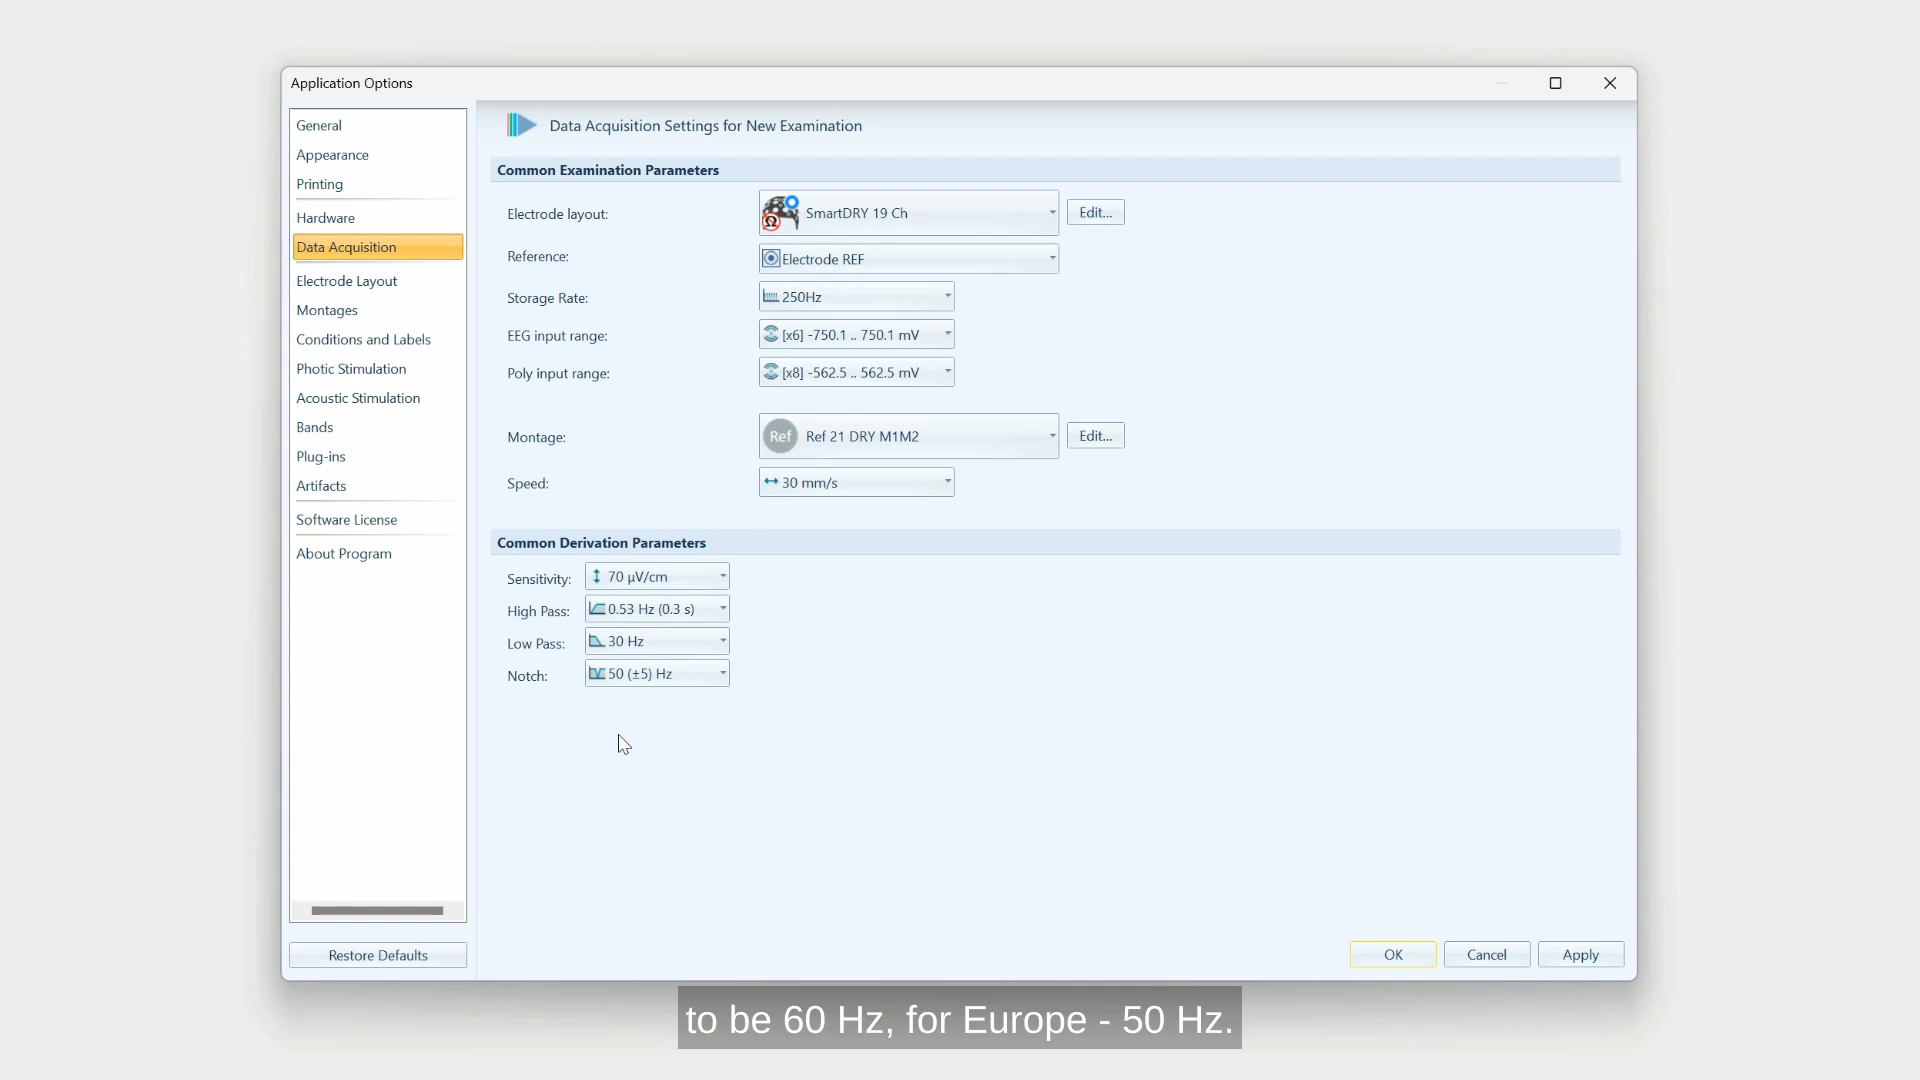 Application Options
General
Appearance
Printing
Hardware
Data Acquisition
Electrode Layout
Montages
Conditions and Labels
Photic Stimulation
Acoustic Stimulation
Bands
Plug-ins
Artifacts
Software License
About Program
Restore Defaults
Data Acquisition Settings for New Examination
Common Examination Parameters
Electrode layout: Ω SmartDRY 19 Ch Edit...
Reference: Electrode REF
Storage Rate: 250Hz
EEG input range: [x6] -750.1 .. 750.1 mV
Poly input range: [x8] -562.5 .. 562.5 mV
Montage: Ref Ref 21 DRY M1M2 Edit...
Speed: 30 mm/s
Common Derivation Parameters
Sensitivity: 70 µV/cm
High Pass: 0.53 Hz (0.3 s)
Low Pass: 30 Hz
Notch: 50 (±5) Hz
OK Cancel Apply
to be 60 Hz, for Europe - 50 Hz.